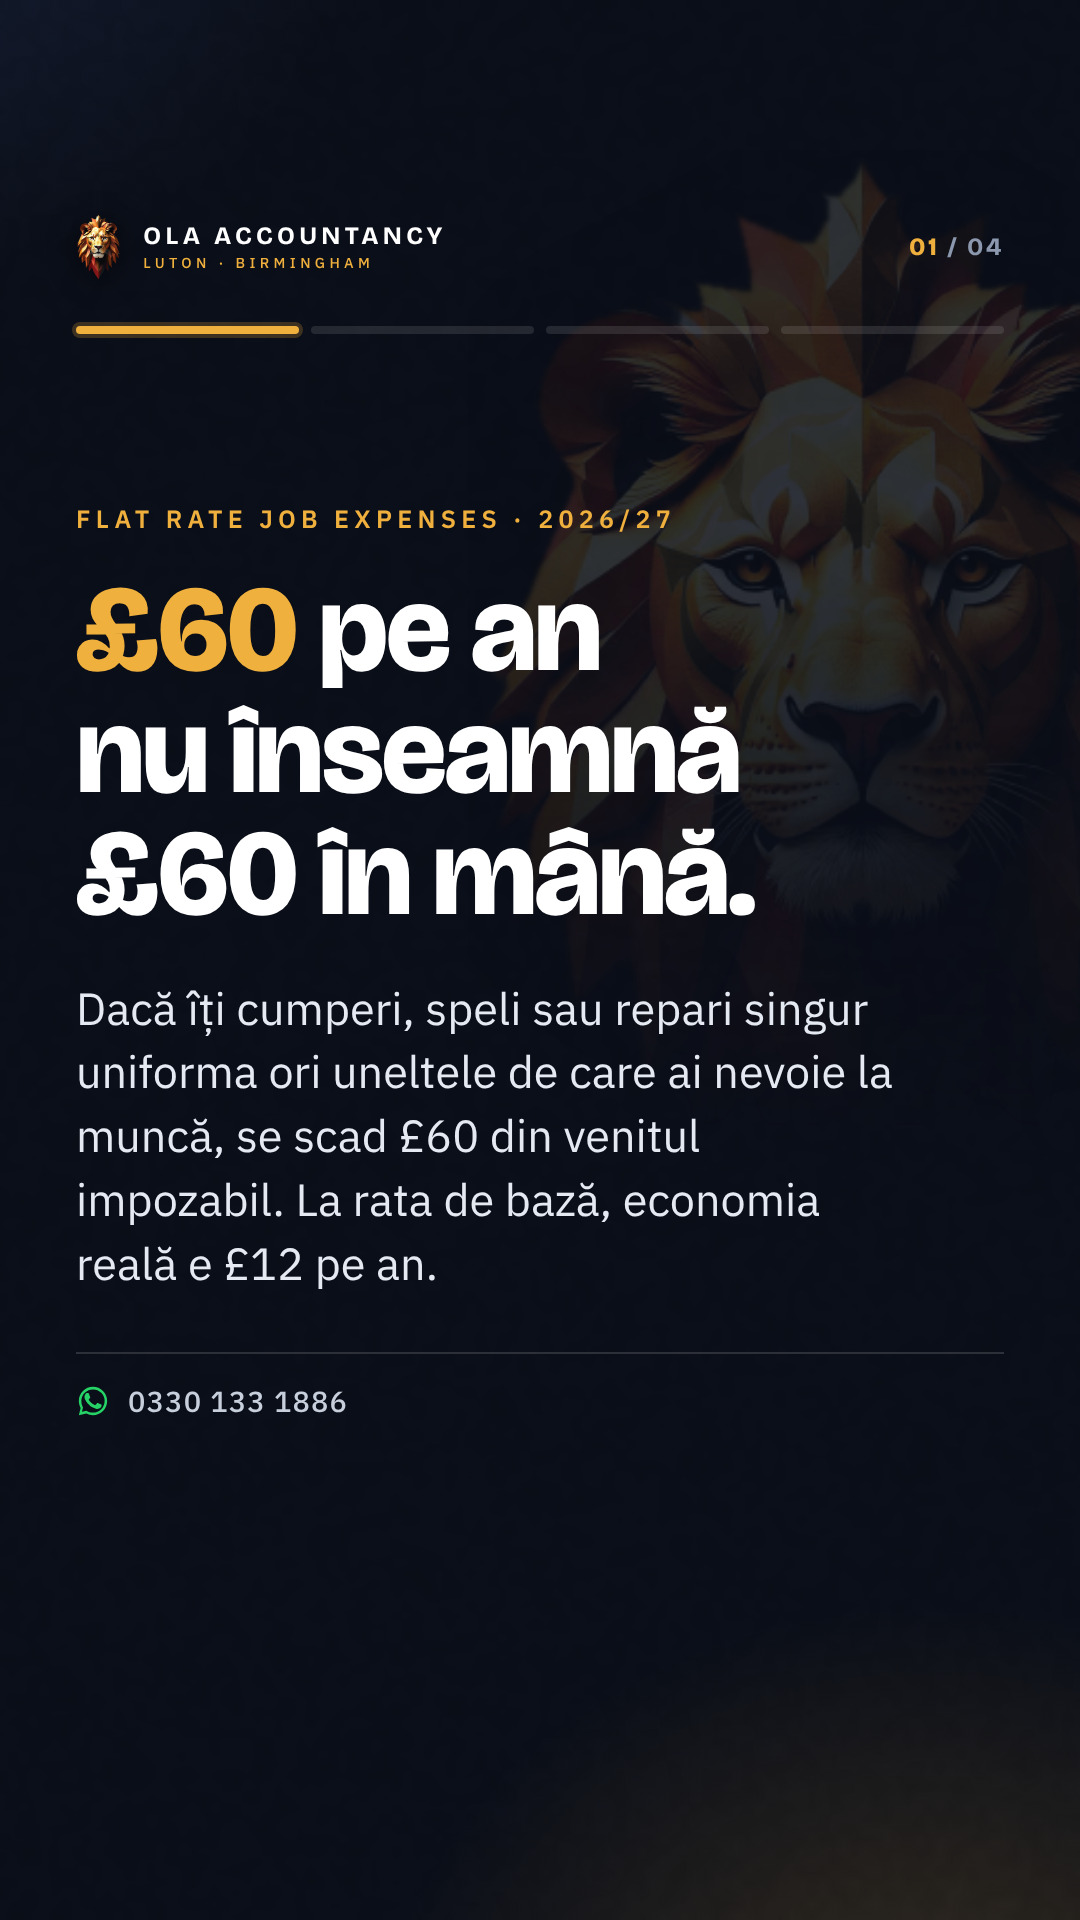 OLA ACCOUNTANCY
LUTON · BIRMINGHAM
01 / 04
FLAT RATE JOB EXPENSES · 2026/27
£60 pe an
nu înseamnă
£60 în mână.
Dacă îți cumperi, speli sau repari singur
uniforma ori uneltele de care ai nevoie la
muncă, se scad £60 din venitul
impozabil. La rata de bază, economia
reală e £12 pe an.
0330 133 1886